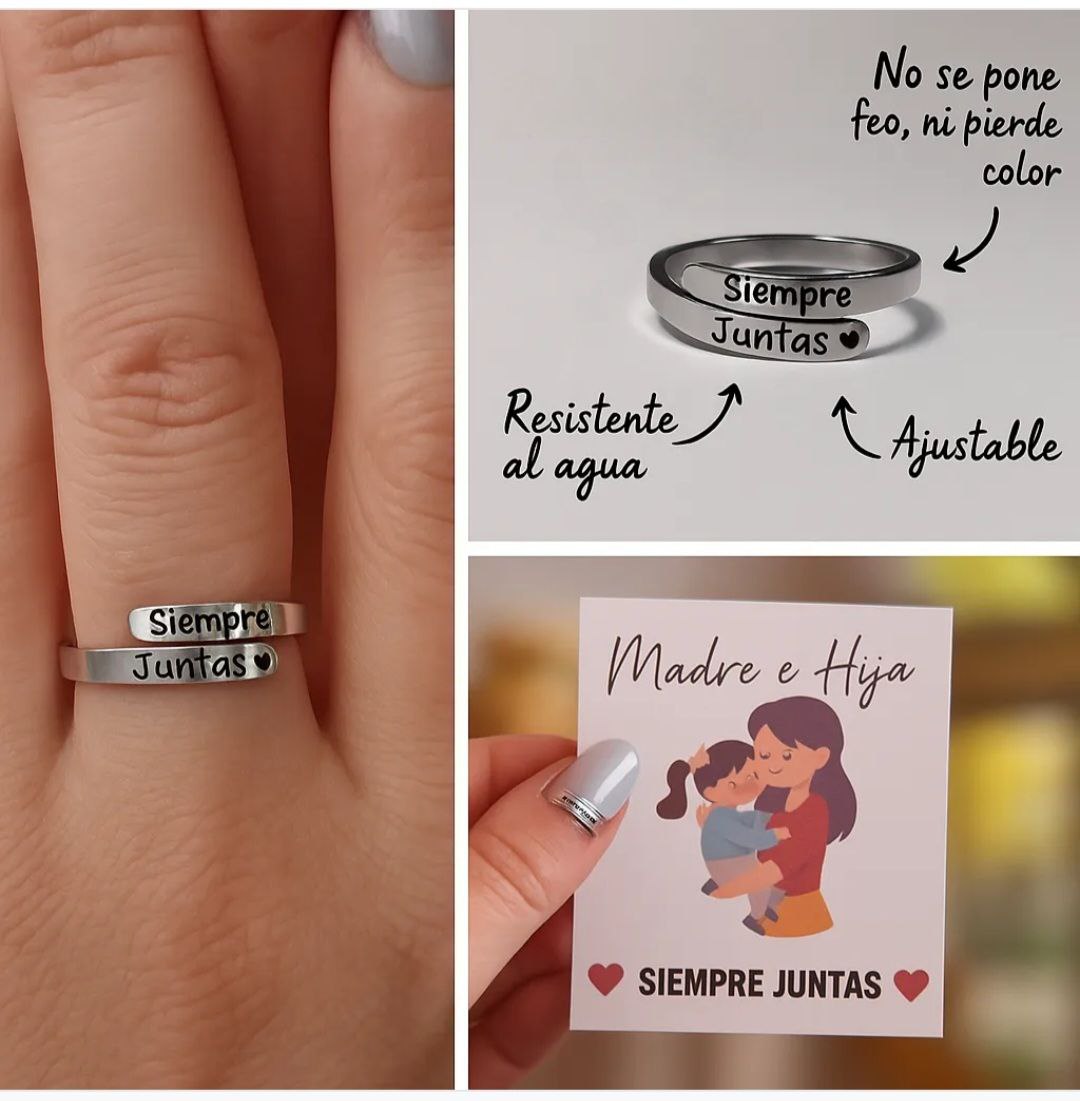 Siempre
Juntas ♥
No se pone
feo, ni pierde
color
Siempre
Juntas ♥
Resistente
al agua
Ajustable
Madre e Hija
♥ SIEMPRE JUNTAS ♥